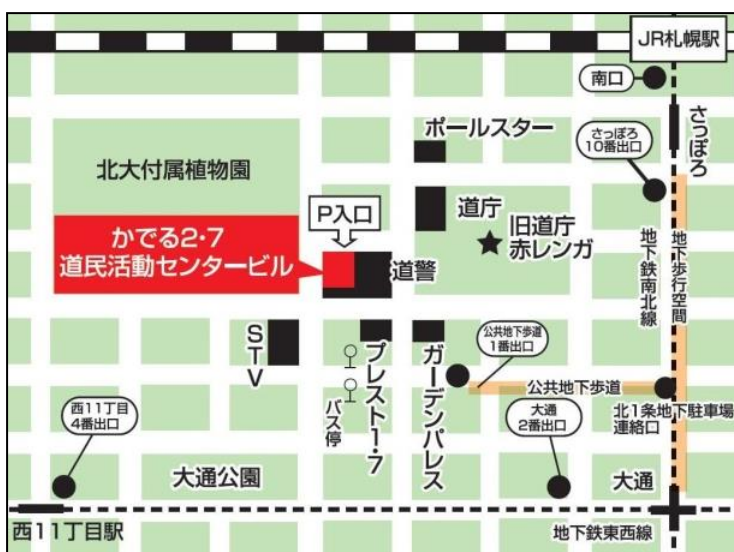 JR札幌駅
南口
ポールスター
さっぽろ
10番出口
さっぽろ
北大付属植物園
P入口
道庁
旧道庁
赤レンガ
かでる2・7
道民活動センタービル
道警
地下鉄南北線
地下歩行空間
STV
プレスト1・7
ガーデンパレス
公共地下歩道
1番出口
バス停
公共地下歩道
北1条地下駐車場
連絡口
西11丁目
4番出口
大通
2番出口
大通公園
大通
西11丁目駅
地下鉄東西線